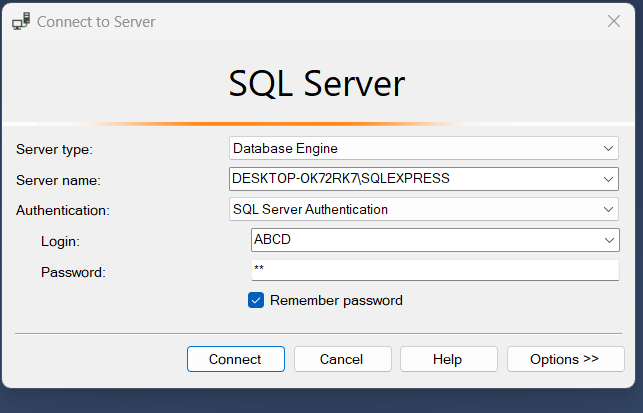 Connect to Server
SQL Server
Server type: Database Engine
Server name: DESKTOP-OK72RK7\SQLEXPRESS
Authentication: SQL Server Authentication
Login: ABCD
Password: **
Remember password
Connect Cancel Help Options >>